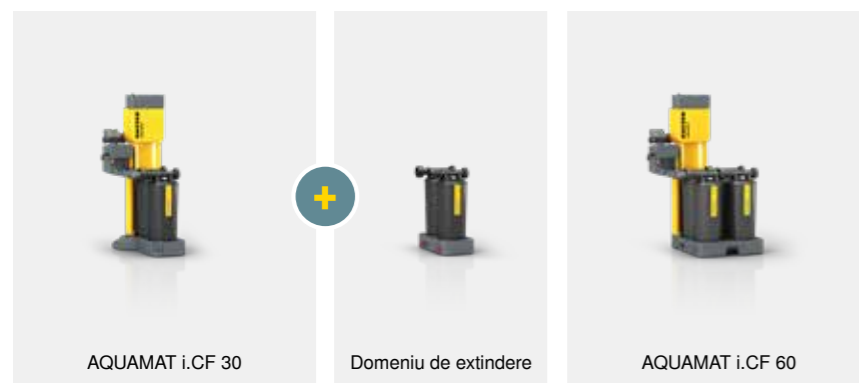 +
AQUAMAT i.CF 30
Domeniu de extindere
AQUAMAT i.CF 60